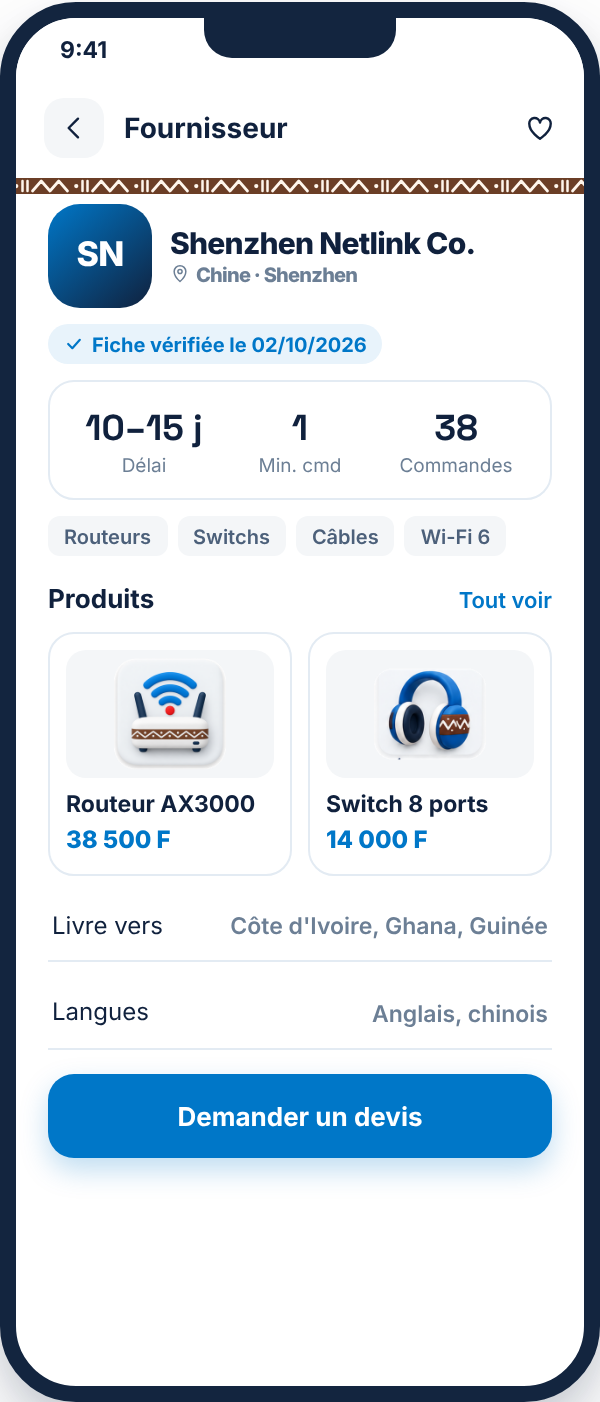 9:41
Fournisseur
SN
Shenzhen Netlink Co.
Chine · Shenzhen
Fiche vérifiée le 02/10/2026
10–15 j 1 38
Délai Min. cmd Commandes
Routeurs Switchs Câbles Wi-Fi 6
Produits Tout voir
Routeur AX3000 Switch 8 ports
38 500 F 14 000 F
Livre vers Côte d'Ivoire, Ghana, Guinée
Langues Anglais, chinois
Demander un devis